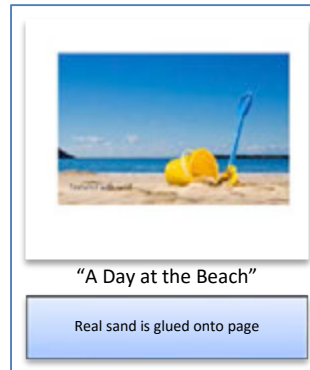 “A Day at the Beach”
Real sand is glued onto page